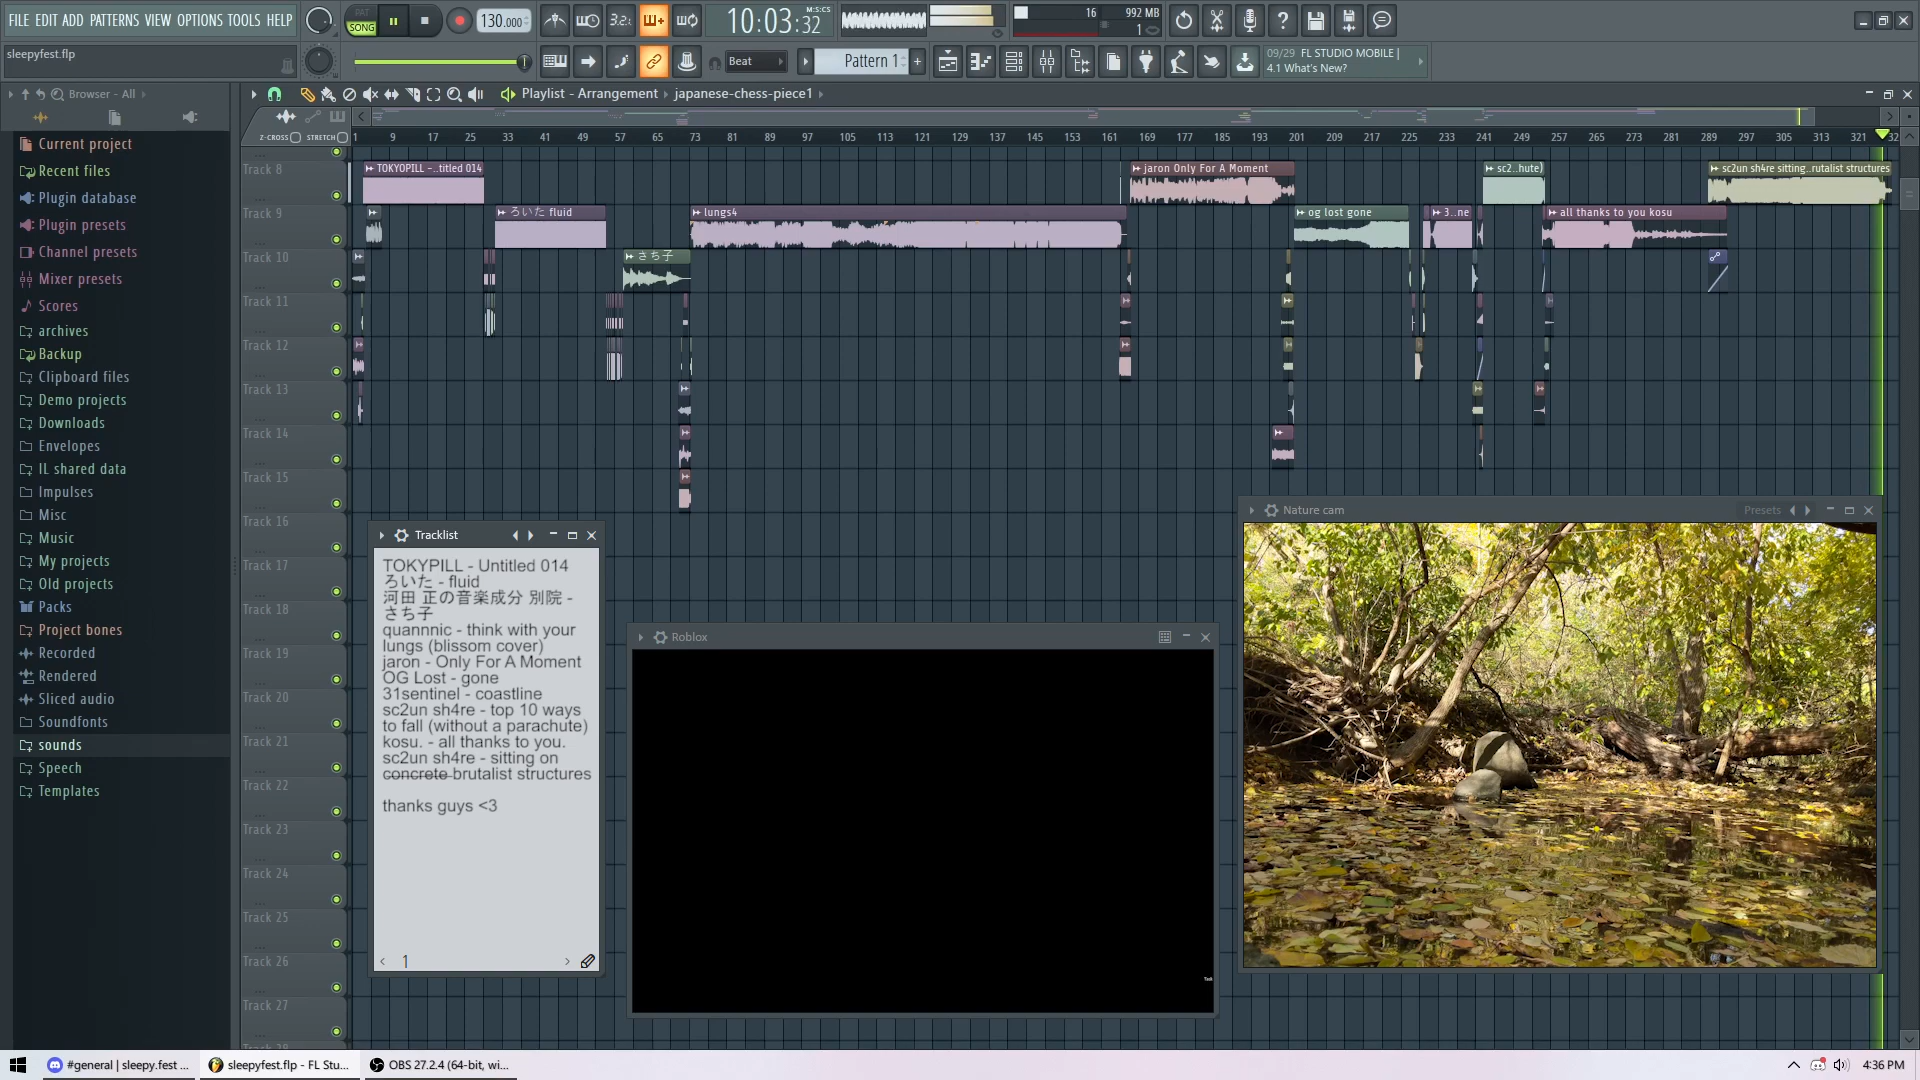 FILE EDIT ADD PATTERNS VIEW OPTIONS TOOLS HELP
PAT
SONG
130.000
3.2:
10:03:32
M:S:CS
16
992 MB
1
sleepyfest.flp
Beat
Pattern 1
09/29 FL STUDIO MOBILE |
4.1 What's New?
Browser - All
Playlist - Arrangement
japanese-chess-piece1
Z-CROSS
STRETCH
1 9 17 25 33 41 49 57 65 73 81 89 97 105 113 121 129 137 145 153 161 169 177 185 193 201 209 217 225 233 241 249 257 265 273 281 289 297 305 313 321
Current project
Recent files
Plugin database
Plugin presets
Channel presets
Mixer presets
Scores
archives
Backup
Clipboard files
Demo projects
Downloads
Envelopes
IL shared data
Impulses
Misc
Music
My projects
Old projects
Packs
Project bones
Recorded
Rendered
Sliced audio
Soundfonts
sounds
Speech
Templates
Track 8
TOKYOPILL -..titled 014
jaron Only For A Moment
sc2..hute)
sc2un sh4re sitting..rutalist structures
Track 9
ろいた fluid
lungs4
og lost gone
3..ne
all thanks to you kosu
Track 10
さち子
Track 11
Track 12
Track 13
Track 14
Track 15
Track 16
Track 17
Track 18
Track 19
Track 20
Track 21
Track 22
Track 23
Track 24
Track 25
Track 26
Track 27
Tracklist
TOKYPILL - Untitled 014
ろいた - fluid
河田 正の音楽成分 別院 -
さち子
quannnic - think with your
lungs (blissom cover)
jaron - Only For A Moment
OG Lost - gone
31sentinel - coastline
sc2un sh4re - top 10 ways
to fall (without a parachute)
kosu. - all thanks to you.
sc2un sh4re - sitting on
concrete brutalist structures
thanks guys <3
1
Roblox
Nature cam
Presets
#general | sleepy.fest ...
sleepyfest.flp - FL Stu...
OBS 27.2.4 (64-bit, wi...
4:36 PM